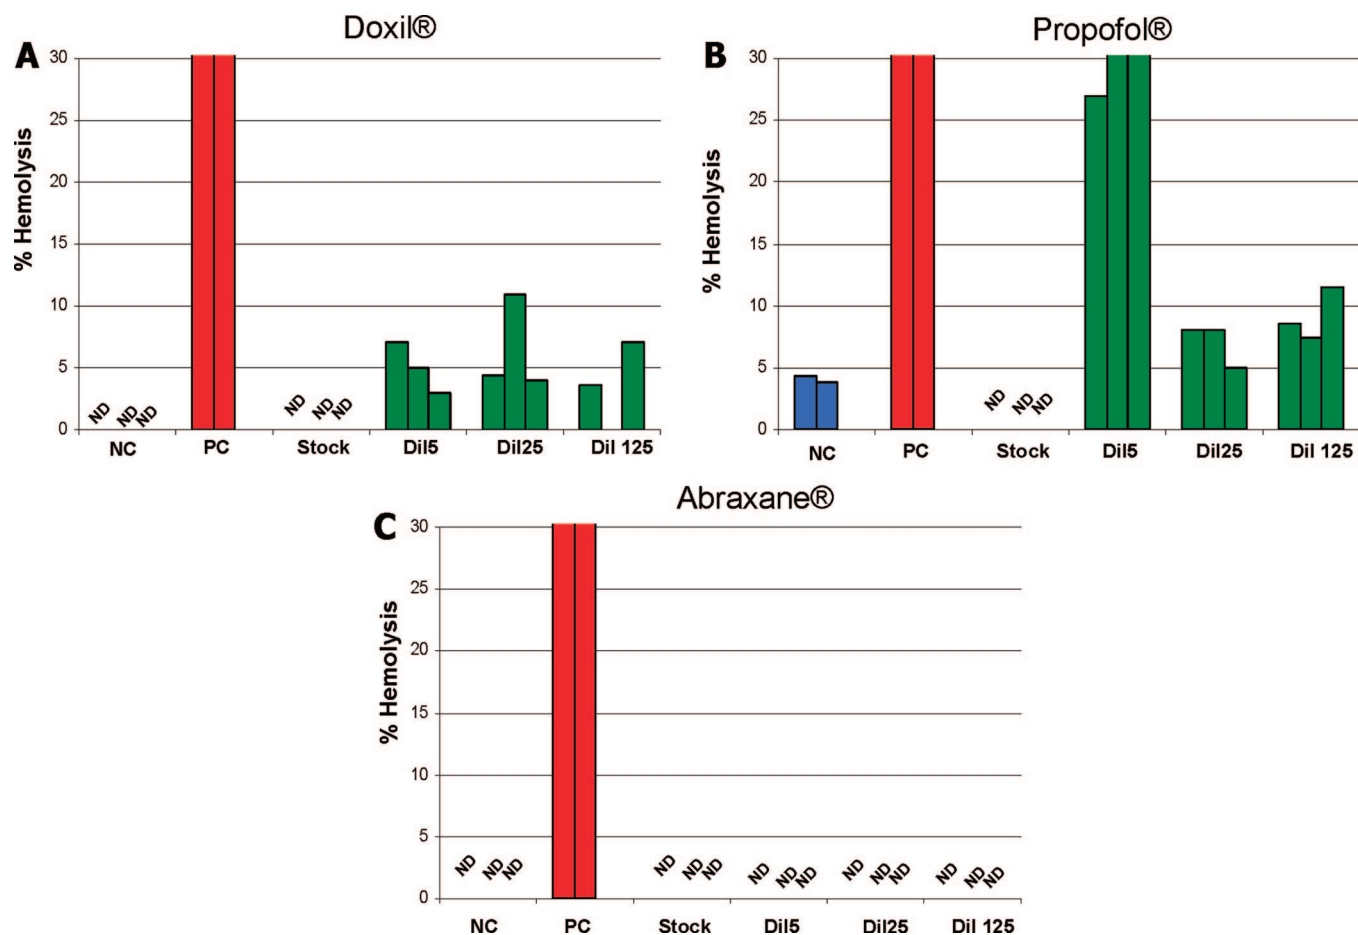 Doxil®
A
% Hemolysis
30
25
20
15
10
5
0
ND ND ND
ND ND ND
NC PC Stock Dil5 Dil25 Dil 125
Propofol®
B
% Hemolysis
30
25
20
15
10
5
0
ND ND ND
NC PC Stock Dil5 Dil25 Dil 125
Abraxane®
C
% Hemolysis
30
25
20
15
10
5
0
ND ND ND
ND ND ND
ND ND ND
ND ND ND
ND ND ND
NC PC Stock Dil5 Dil25 Dil 125